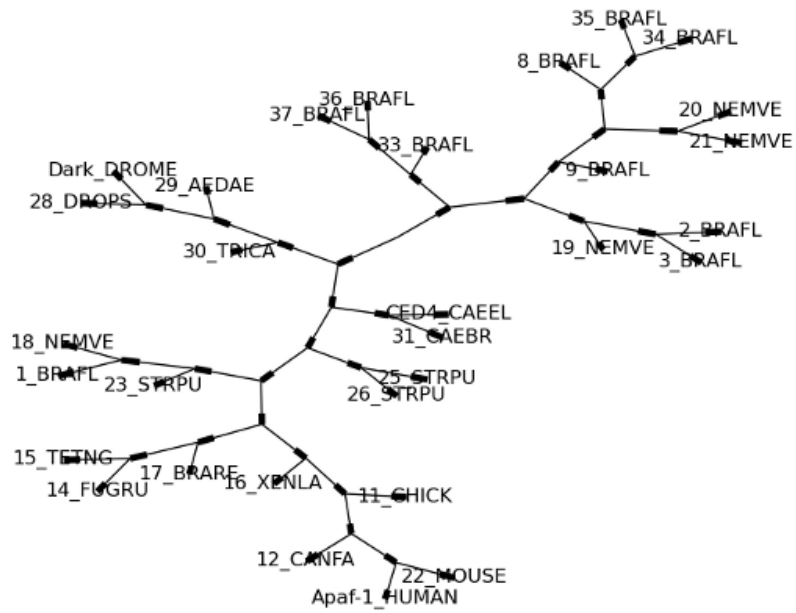 35_BRAFL
34_BRAFL
8_BRAFL
36_BRAFL
37_BRAFL
20_NEMVE
21_NEMVE
33_BRAFL
9_BRAFL
Dark_DROME
29_AEDAE
28_DROPS
30_TRICA
2_BRAFL
19_NEMVE
3_BRAFL
CED4_CAEEL
31_CAEBR
18_NEMVE
1_BRAFL
23_STRPU
25_STRPU
26_STRPU
15_TETNG
14_FUGRU
17_BRARE
16_XENLA
11_CHICK
12_CANFA
22_MOUSE
Apaf-1_HUMAN